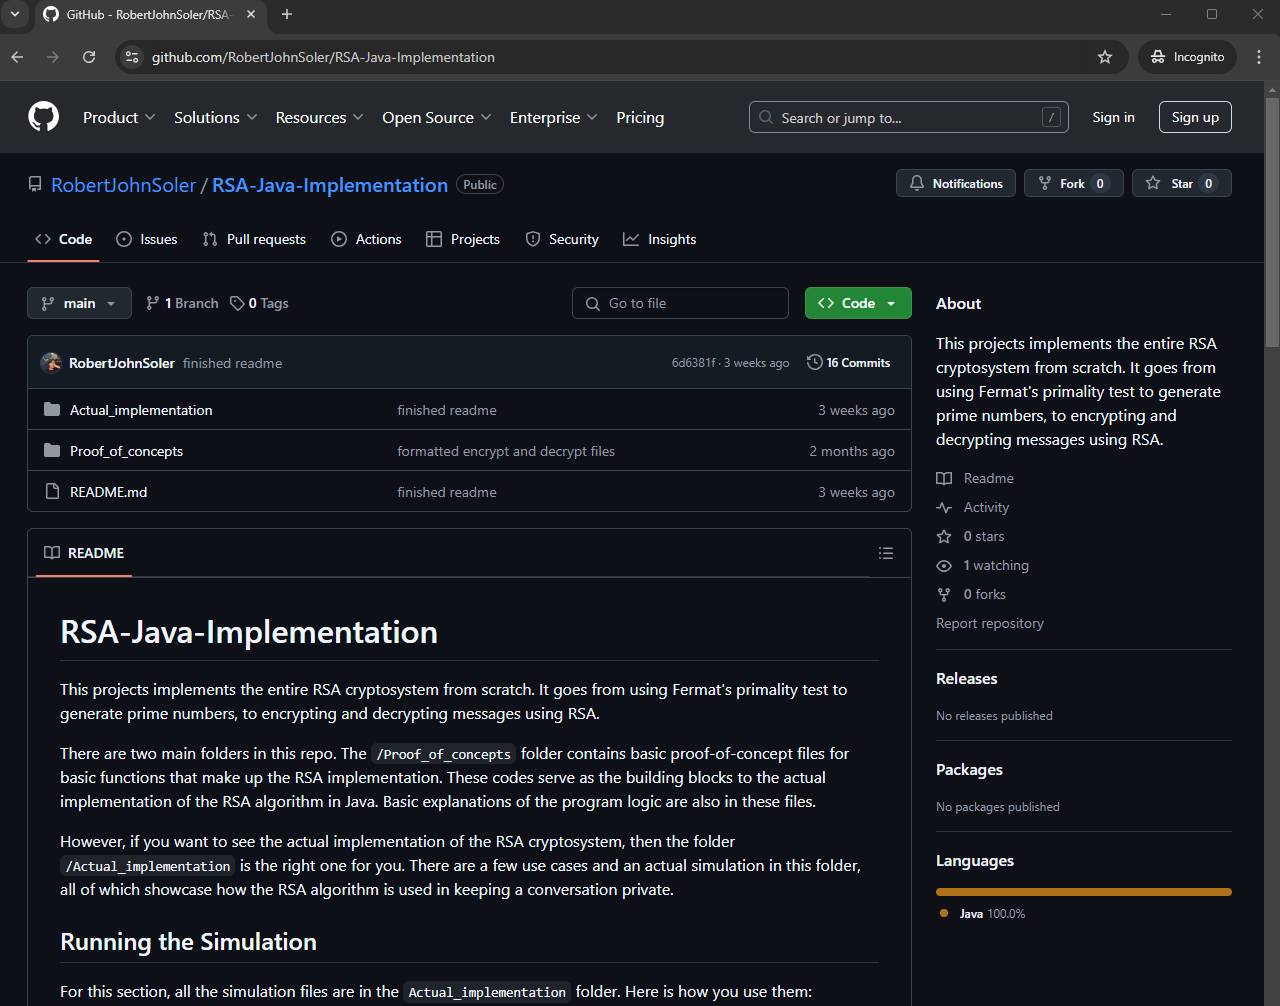 GitHub - RobertJohnSoler/RSA-
github.com/RobertJohnSoler/RSA-Java-Implementation
Incognito
Product Solutions Resources Open Source Enterprise Pricing
Search or jump to... /
Sign in Sign up
RobertJohnSoler / RSA-Java-Implementation Public
Notifications Fork 0 Star 0
Code Issues Pull requests Actions Projects Security Insights
main 1 Branch 0 Tags Go to file Code
RobertJohnSoler finished readme 6d6381f · 3 weeks ago 16 Commits
Actual_implementation finished readme 3 weeks ago
Proof_of_concepts formatted encrypt and decrypt files 2 months ago
README.md finished readme 3 weeks ago
README
RSA-Java-Implementation
This projects implements the entire RSA cryptosystem from scratch. It goes from using Fermat's primality test to
generate prime numbers, to encrypting and decrypting messages using RSA.
There are two main folders in this repo. The /Proof_of_concepts folder contains basic proof-of-concept files for
basic functions that make up the RSA implementation. These codes serve as the building blocks to the actual
implementation of the RSA algorithm in Java. Basic explanations of the program logic are also in these files.
However, if you want to see the actual implementation of the RSA cryptosystem, then the folder
/Actual_implementation is the right one for you. There are a few use cases and an actual simulation in this folder,
all of which showcase how the RSA algorithm is used in keeping a conversation private.
Running the Simulation
For this section, all the simulation files are in the Actual_implementation folder. Here is how you use them:
About
This projects implements the entire RSA
cryptosystem from scratch. It goes from
using Fermat's primality test to generate
prime numbers, to encrypting and
decrypting messages using RSA.
Readme
Activity
0 stars
1 watching
0 forks
Report repository
Releases
No releases published
Packages
No packages published
Languages
Java 100.0%